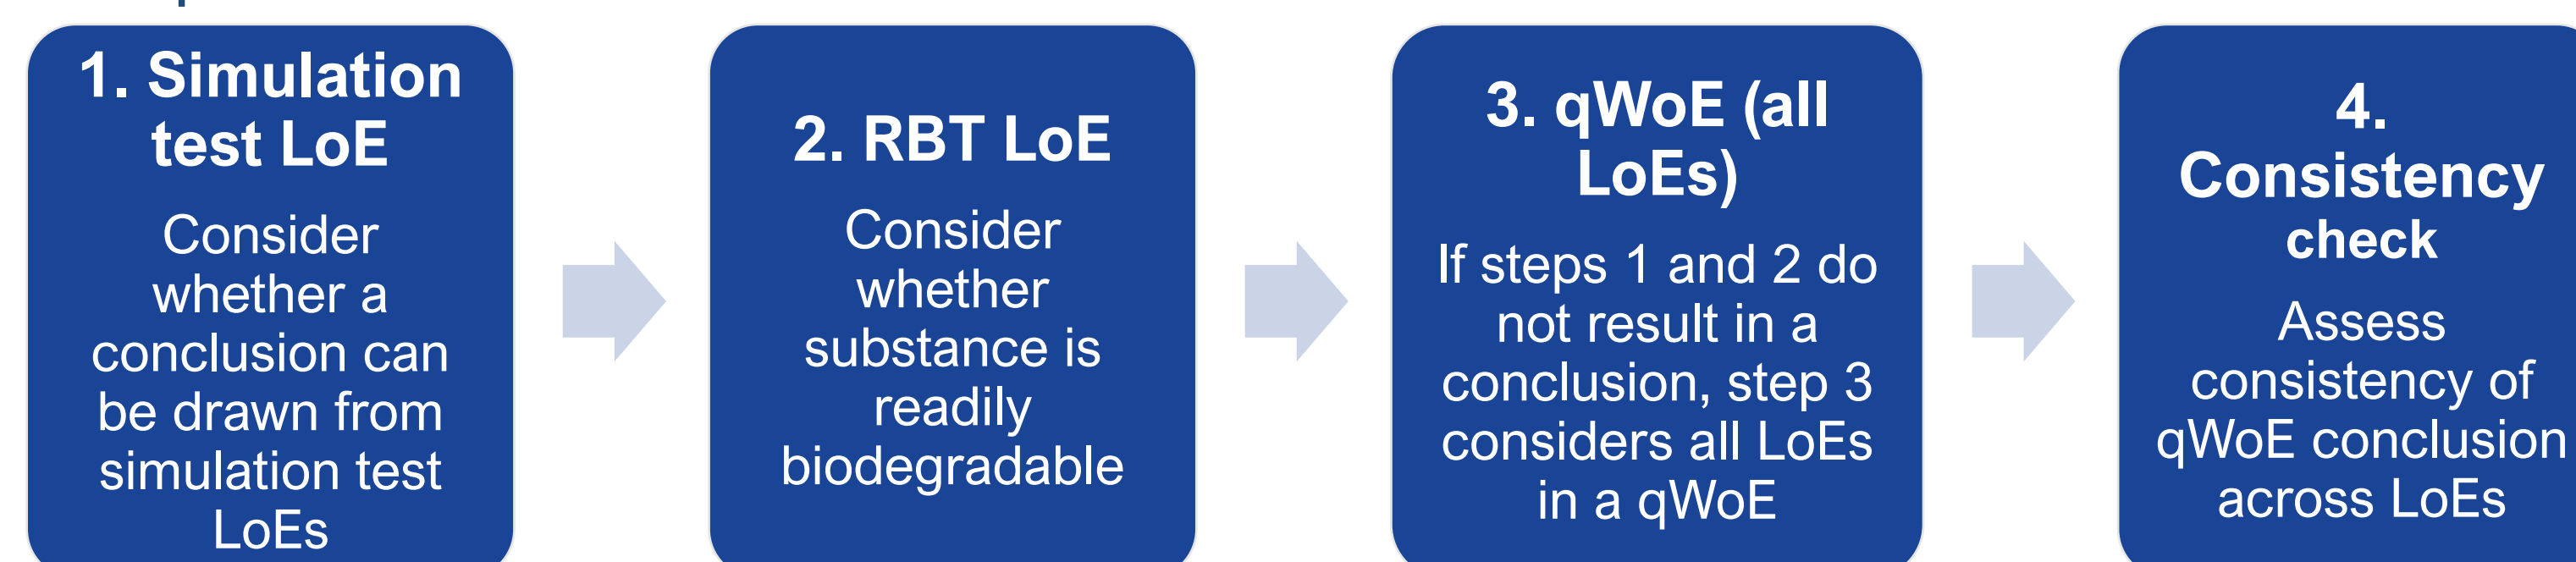 1. Simulation
test LoE
Consider
whether a
conclusion can
be drawn from
simulation test
LoEs
2. RBT LoE
Consider
whether
substance is
readily
biodegradable
3. qWoE (all
LoEs)
If steps 1 and 2 do
not result in a
conclusion, step 3
considers all LoEs
in a qWoE
4.
Consistency
check
Assess
consistency of
qWoE conclusion
across LoEs